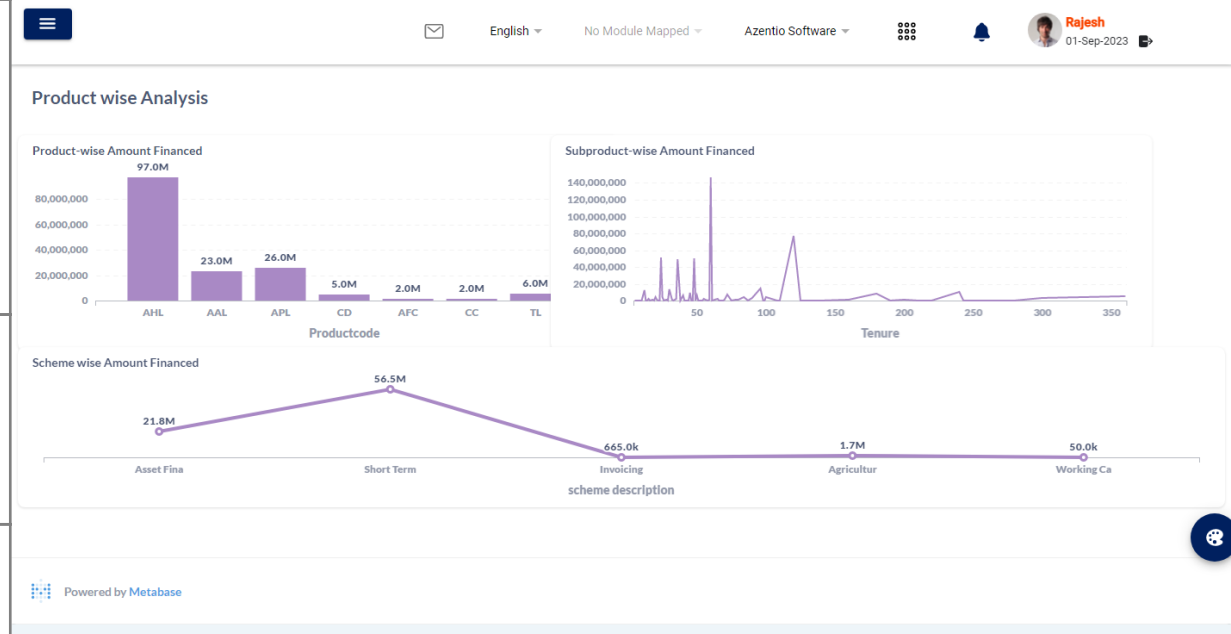 English
No Module Mapped
Azentio Software
Rajesh
01-Sep-2023
Product wise Analysis
Product-wise Amount Financed
97.0M
80,000,000
60,000,000
40,000,000
20,000,000
0
23.0M
26.0M
5.0M
2.0M
2.0M
6.0M
AHL AAL APL CD AFC CC TL
Productcode
Subproduct-wise Amount Financed
140,000,000
120,000,000
100,000,000
80,000,000
60,000,000
40,000,000
20,000,000
0
50 100 150 200 250 300 350
Tenure
Scheme wise Amount Financed
56.5M
21.8M
665.0k
1.7M
50.0k
Asset Fina Short Term Invoicing Agricultur Working Ca
scheme description
Powered by Metabase